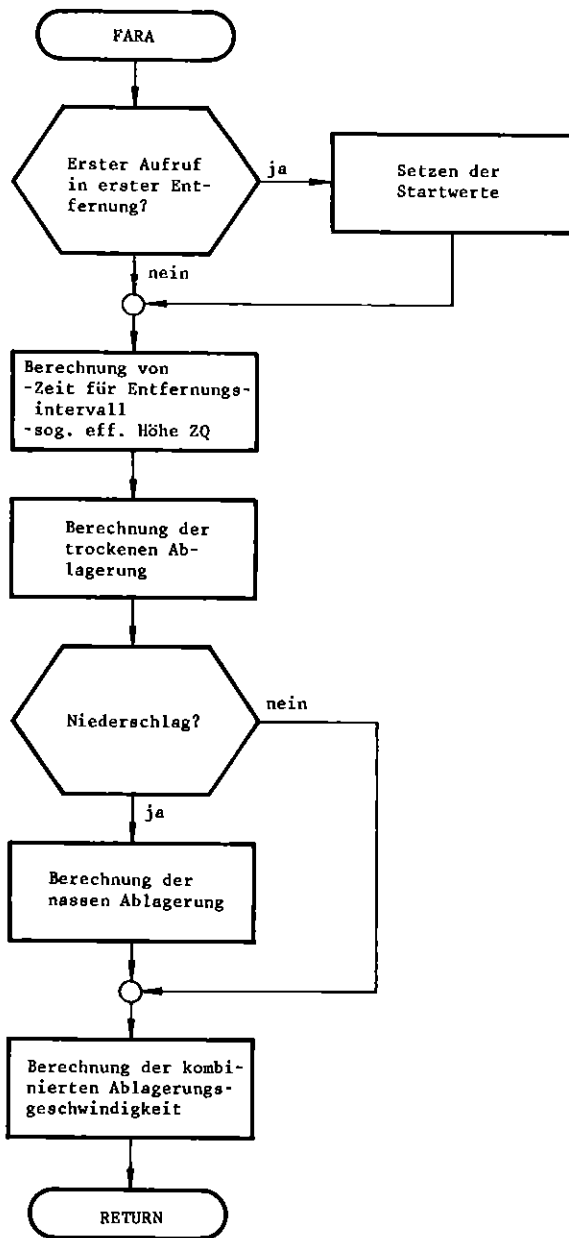 FARA
Erster Aufruf
in erster Ent-
fernung?
ja
Setzen der
Startwerte
nein
Berechnung von
-Zeit für Entfernungs-
intervall
-sog. eff. Höhe ZQ
Berechnung der
trockenen Ab-
lagerung
Niederschlag?
nein
ja
Berechnung der
nassen Ablagerung
Berechnung der kombi-
nierten Ablagerungs-
geschwindigkeit
RETURN